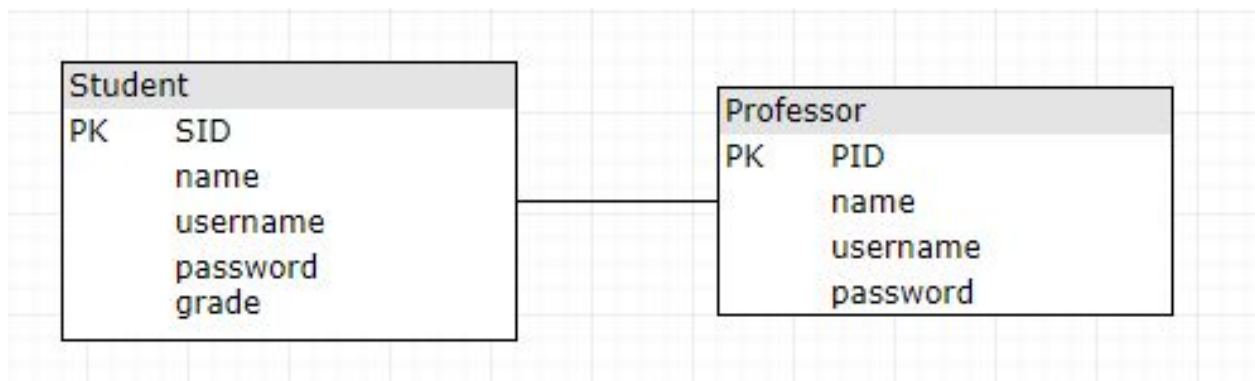 Student
PK SID
name
username
password
grade
Professor
PK PID
name
username
password